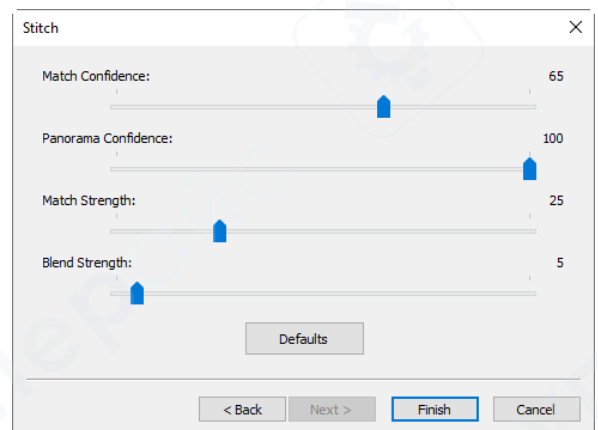 Stitch
Match Confidence: 65
Panorama Confidence: 100
Match Strength: 25
Blend Strength: 5
Defaults
< Back Next > Finish Cancel